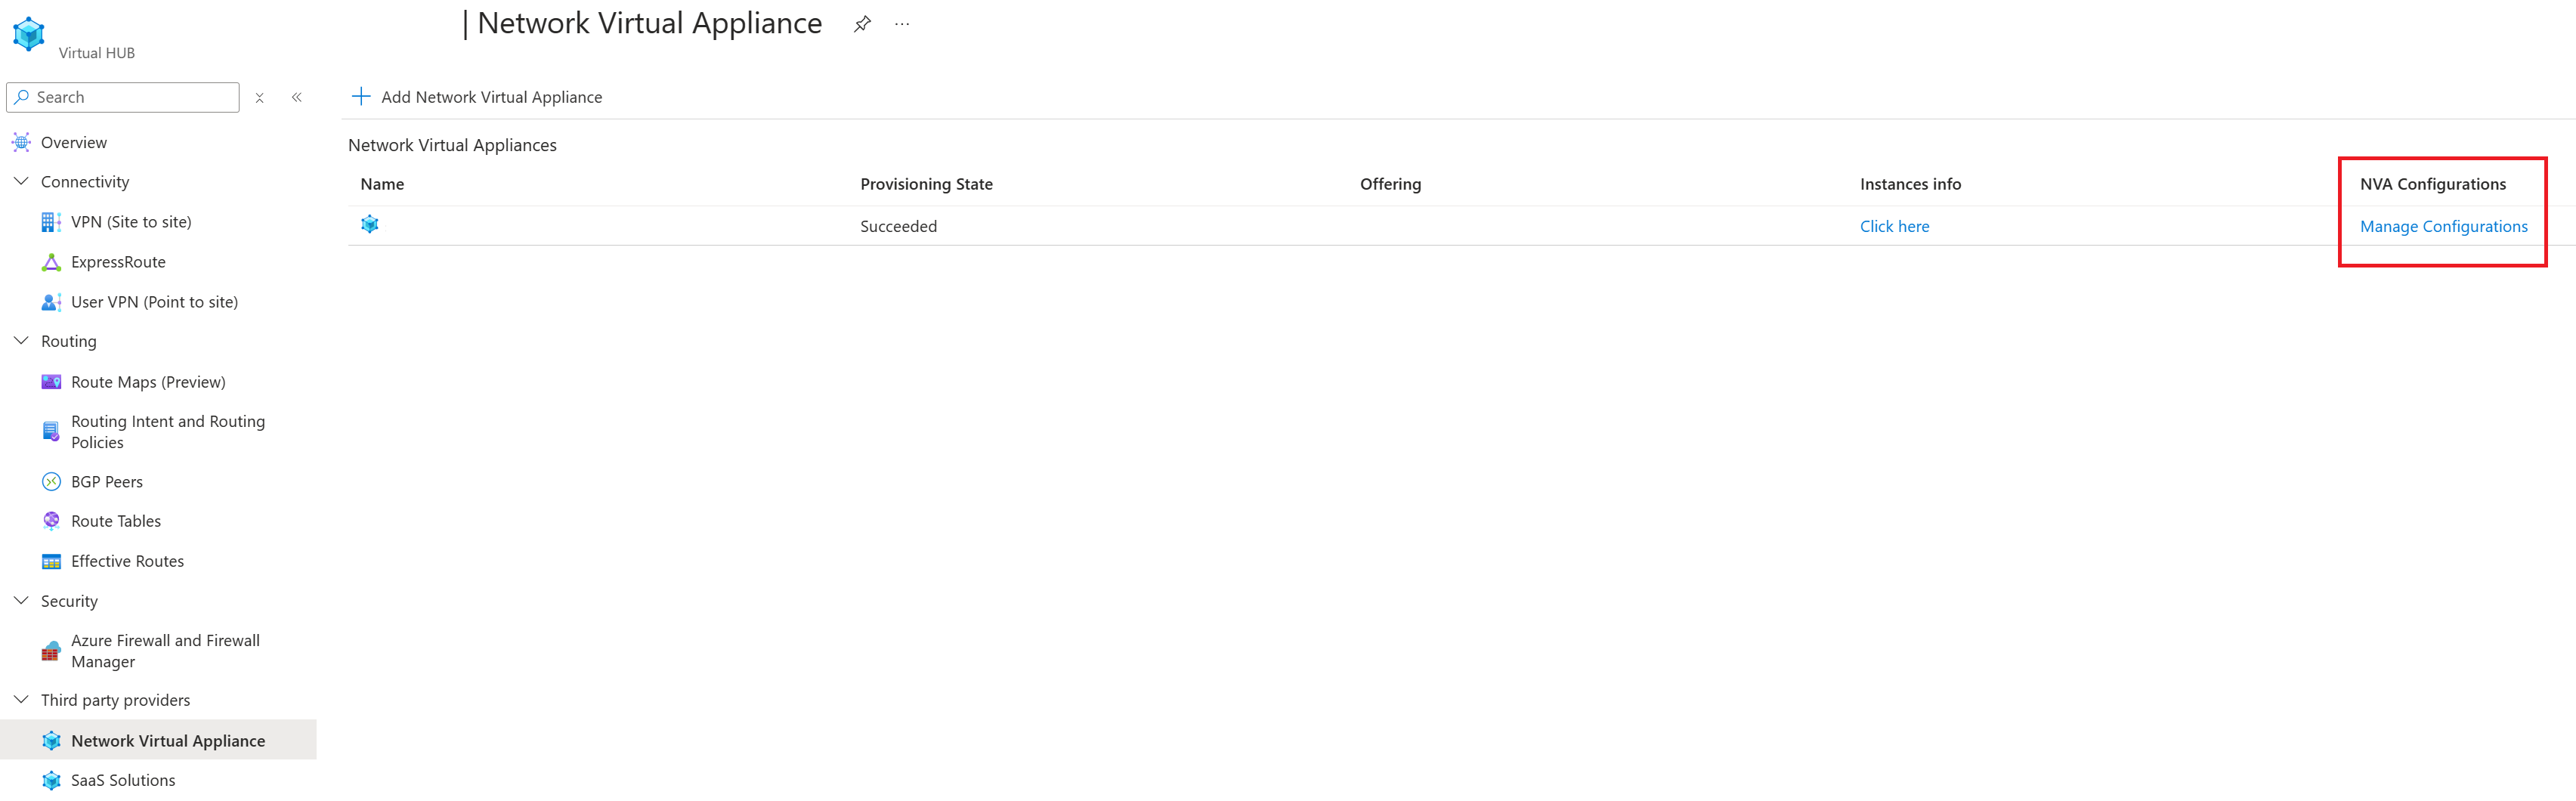 | Network Virtual Appliance
Virtual HUB
Search
Overview
Connectivity
VPN (Site to site)
ExpressRoute
User VPN (Point to site)
Routing
Route Maps (Preview)
Routing Intent and Routing
Policies
BGP Peers
Route Tables
Effective Routes
Security
Azure Firewall and Firewall
Manager
Third party providers
Network Virtual Appliance
SaaS Solutions
Add Network Virtual Appliance
Network Virtual Appliances
Name Provisioning State Offering Instances info NVA Configurations
Succeeded Click here Manage Configurations